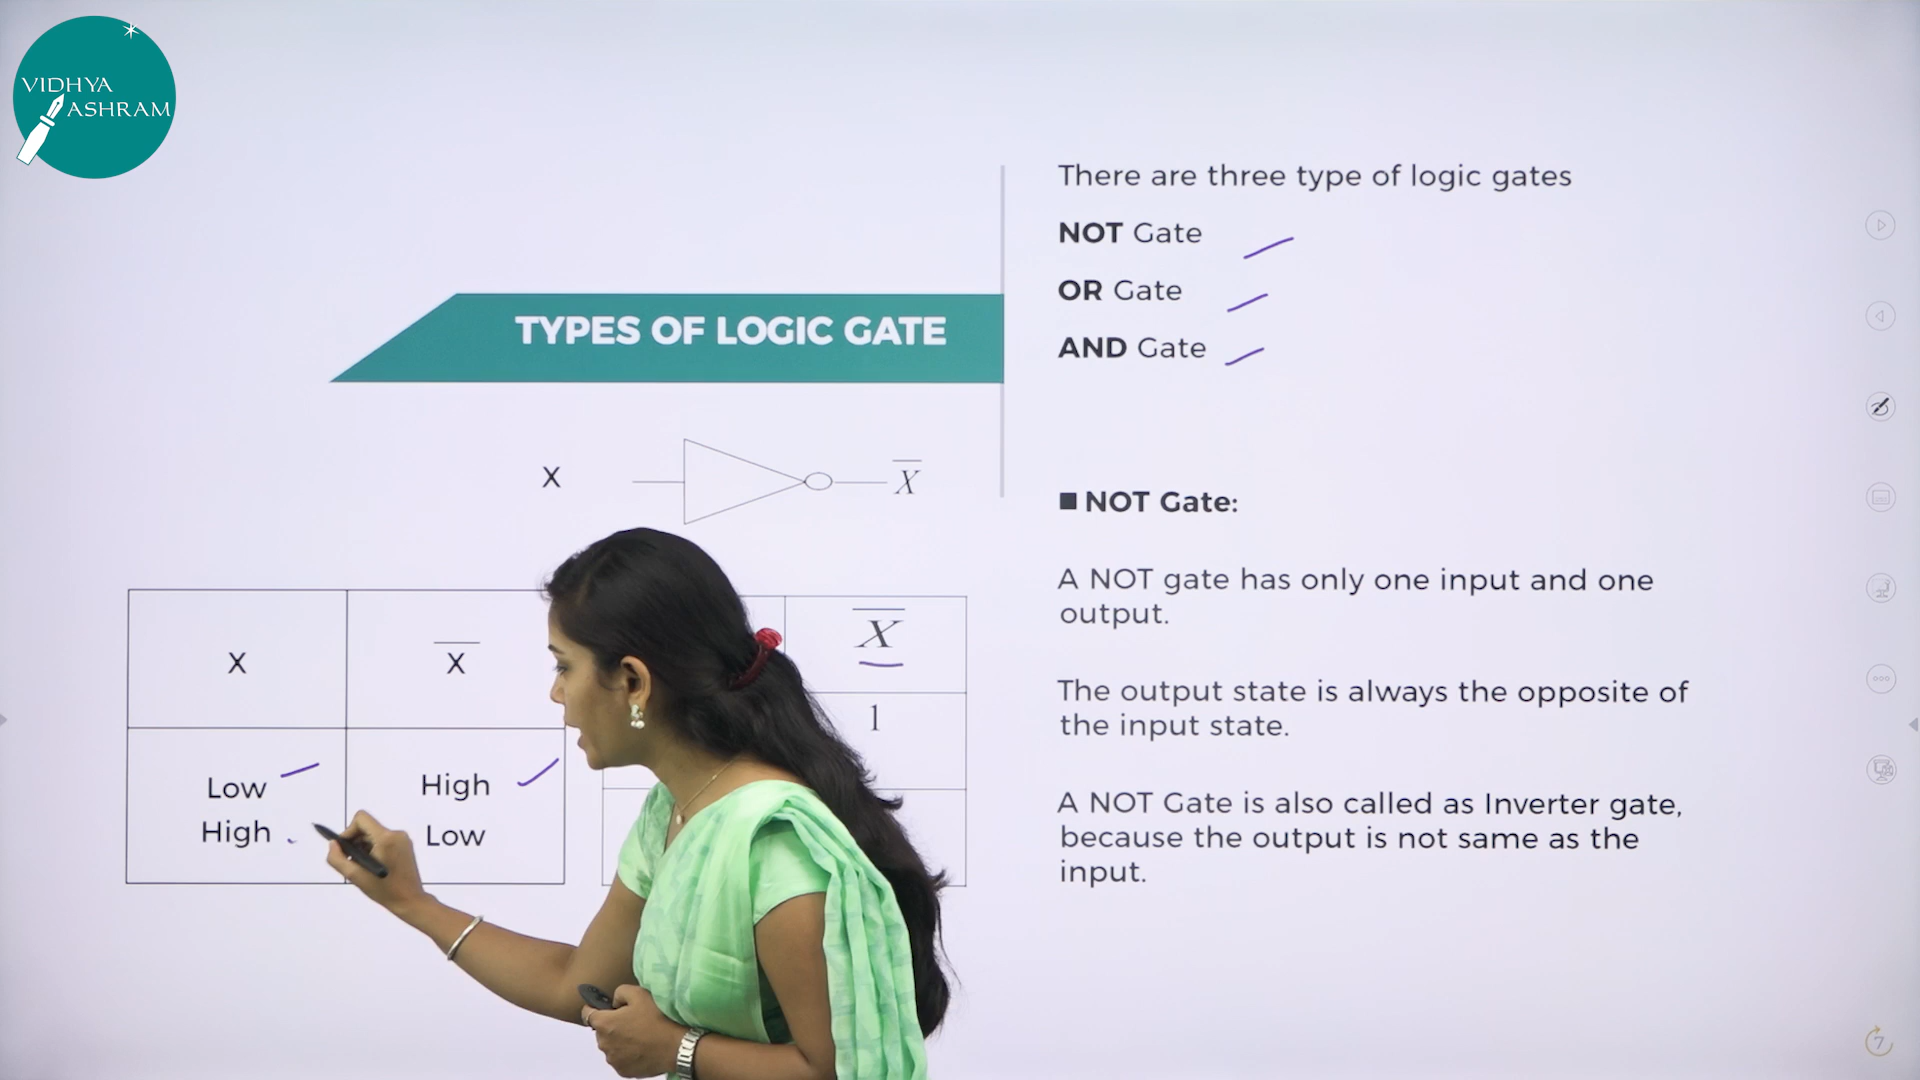 VIDHYA
ASHRAM
There are three type of logic gates
NOT Gate
OR Gate
AND Gate
TYPES OF LOGIC GATE
X
X̅
X
X̅
Low
High
High
Low
X̅
1
■ NOT Gate:
A NOT gate has only one input and one
output.
The output state is always the opposite of
the input state.
A NOT Gate is also called as Inverter gate,
because the output is not same as the
input.
7